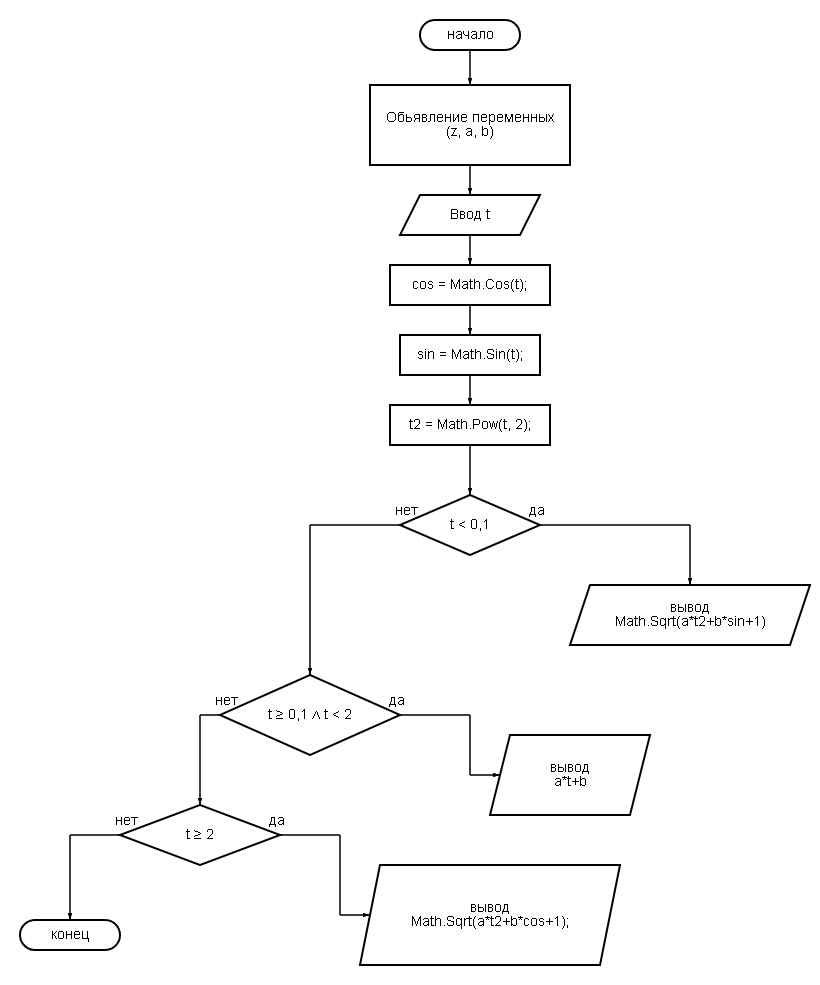 начало
Обьявление переменных
(z, a, b)
Ввод t
cos = Math.Cos(t);
sin = Math.Sin(t);
t2 = Math.Pow(t, 2);
нет
да
t < 0,1
вывод
Math.Sqrt(a*t2+b*sin+1)
нет
да
t ≥ 0,1 ∧ t < 2
вывод
a*t+b
нет
да
t ≥ 2
вывод
Math.Sqrt(a*t2+b*cos+1);
конец